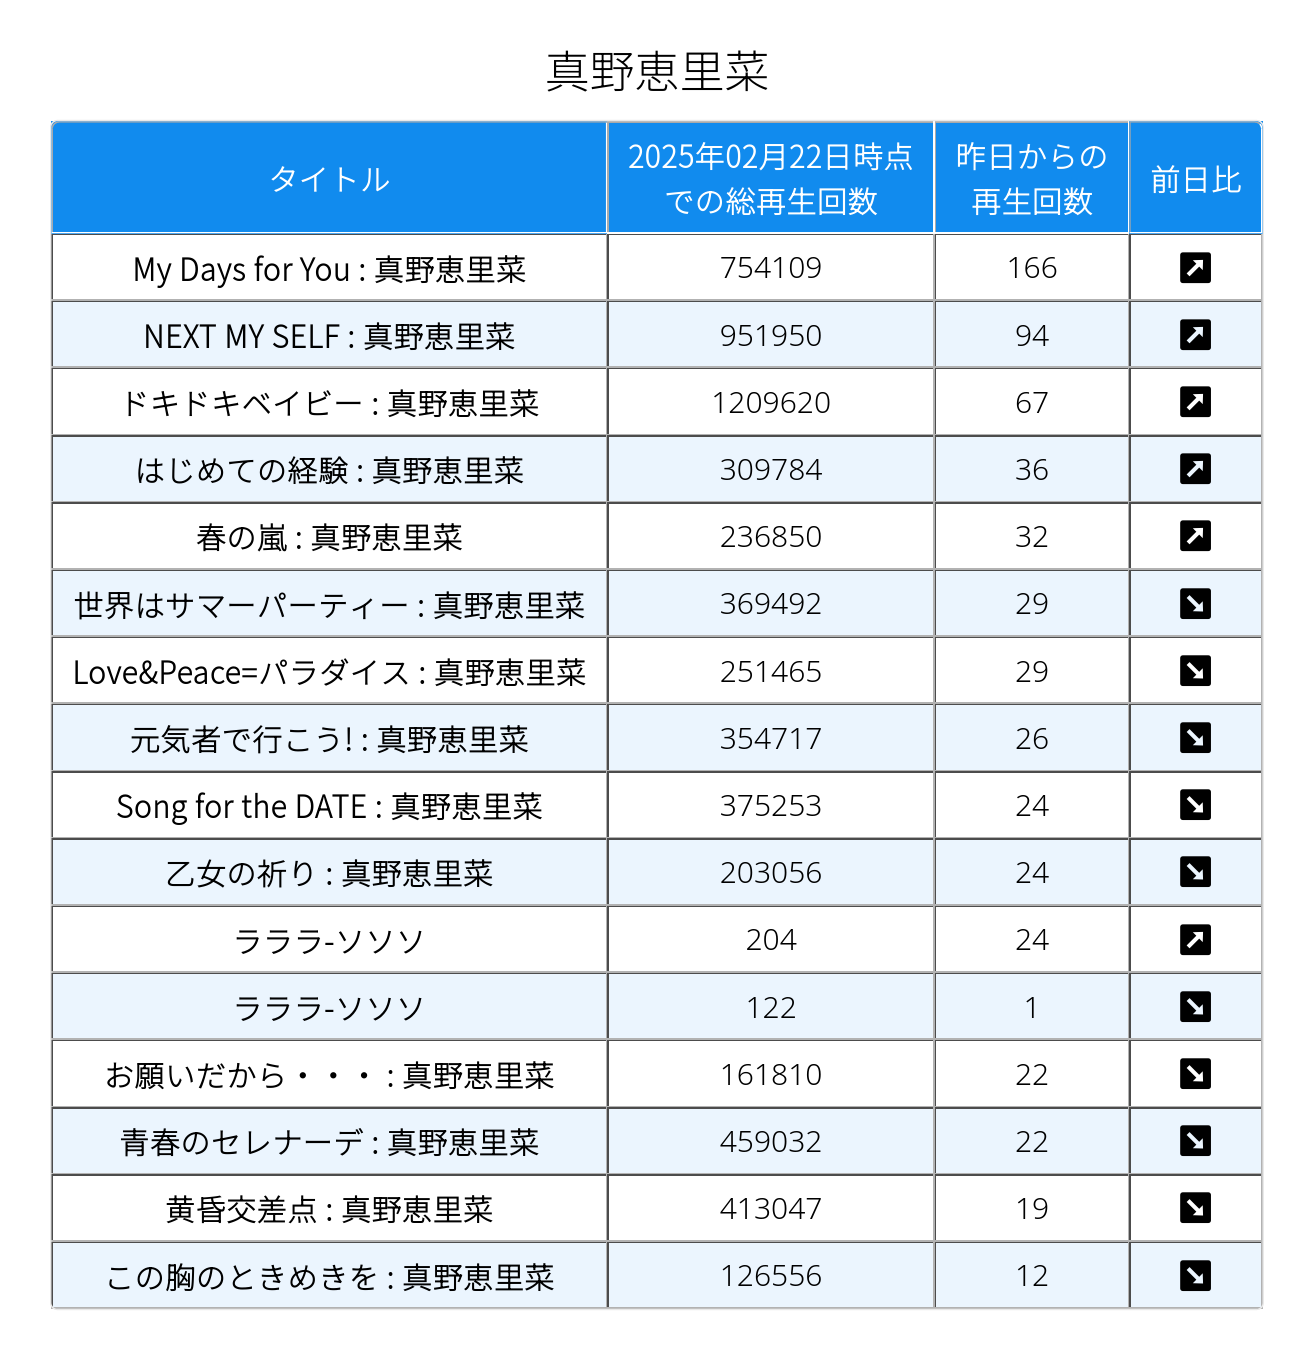 真野恵里菜
タイトル
2025年02月22日時点
での総再生回数
昨日からの
再生回数
前日比
My Days for You : 真野恵里菜 754109 166 ↗
NEXT MY SELF : 真野恵里菜 951950 94 ↗
ドキドキベイビー : 真野恵里菜 1209620 67 ↗
はじめての経験 : 真野恵里菜 309784 36 ↗
春の嵐 : 真野恵里菜 236850 32 ↗
世界はサマーパーティー : 真野恵里菜 369492 29 ↘
Love&Peace=パラダイス : 真野恵里菜 251465 29 ↘
元気者で行こう! : 真野恵里菜 354717 26 ↘
Song for the DATE : 真野恵里菜 375253 24 ↘
乙女の祈り : 真野恵里菜 203056 24 ↘
ラララ-ソソソ 204 24 ↗
ラララ-ソソソ 122 1 ↘
お願いだから・・・ : 真野恵里菜 161810 22 ↘
青春のセレナーデ : 真野恵里菜 459032 22 ↘
黄昏交差点 : 真野恵里菜 413047 19 ↘
この胸のときめきを : 真野恵里菜 126556 12 ↘